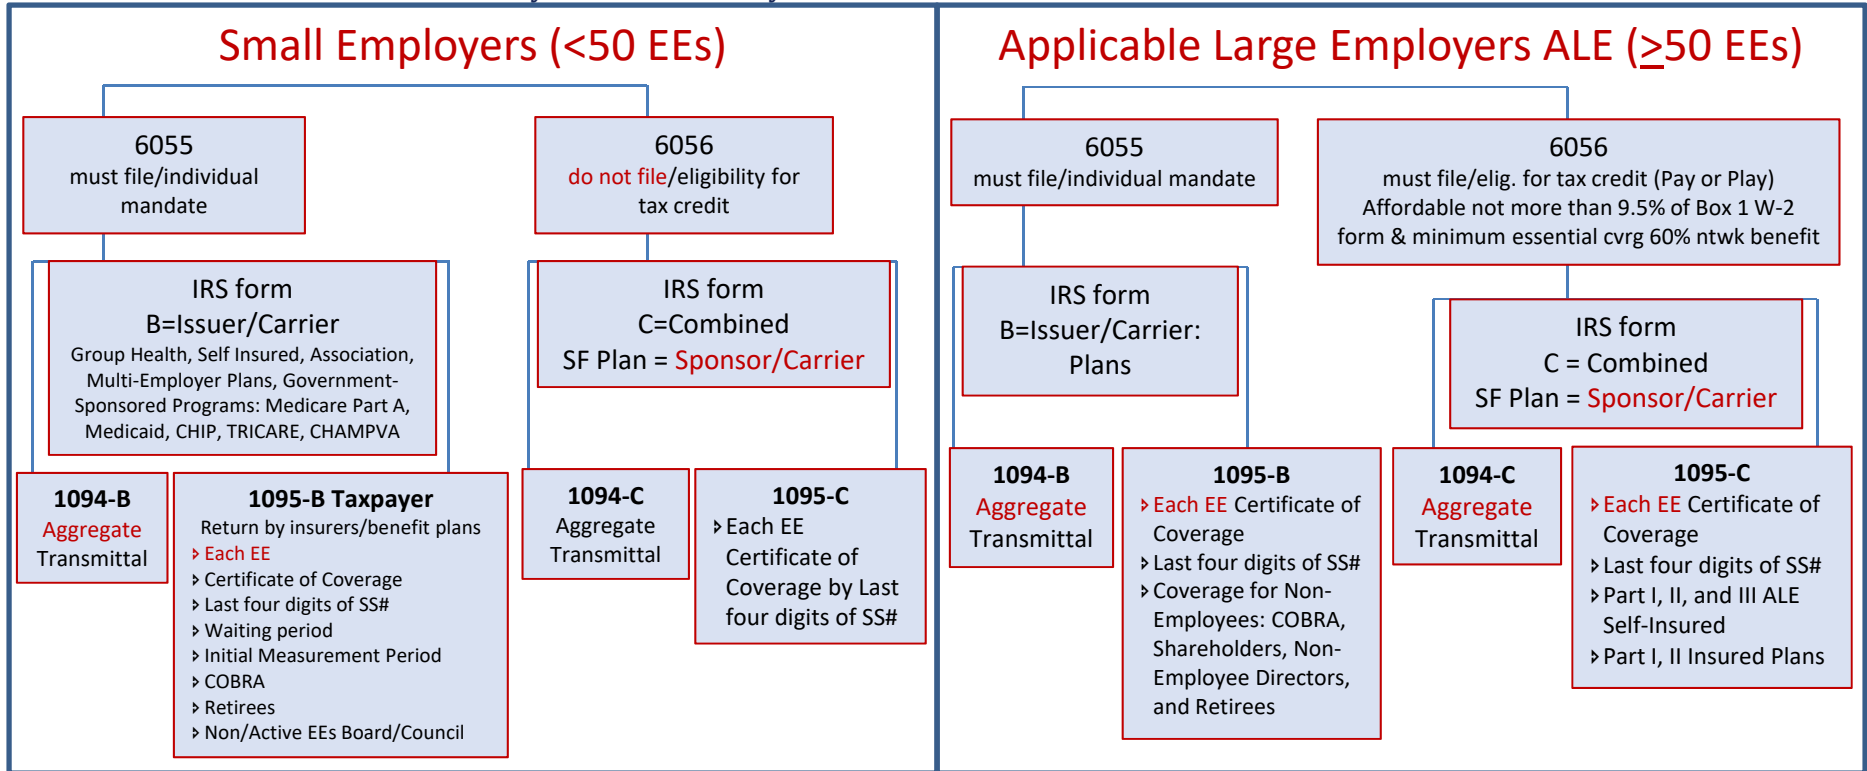 Small Employers (<50 EEs)
6055
must file/individual
mandate
6056
do not file/eligibility for
tax credit
IRS form
B=Issuer/Carrier
Group Health, Self Insured, Association,
Multi-Employer Plans, Government-
Sponsored Programs: Medicare Part A,
Medicaid, CHIP, TRICARE, CHAMPVA
IRS form
C=Combined
SF Plan = Sponsor/Carrier
1094-B
Aggregate
Transmittal
1095-B Taxpayer
Return by insurers/benefit plans
Each EE
Certificate of Coverage
Last four digits of SS#
Waiting period
Initial Measurement Period
COBRA
Retirees
Non/Active EEs Board/Council
1094-C
Aggregate
Transmittal
1095-C
Each EE
Certificate of
Coverage by Last
four digits of SS#
Applicable Large Employers ALE (≥50 EEs)
6055
must file/individual mandate
6056
must file/elig. for tax credit (Pay or Play)
Affordable not more than 9.5% of Box 1 W-2
form & minimum essential cvrg 60% ntwk benefit
IRS form
B=Issuer/Carrier:
Plans
IRS form
C = Combined
SF Plan = Sponsor/Carrier
1094-B
Aggregate
Transmittal
1095-B
Each EE Certificate of
Coverage
Last four digits of SS#
Coverage for Non-
Employees: COBRA,
Shareholders, Non-
Employee Directors,
and Retirees
1094-C
Aggregate
Transmittal
1095-C
Each EE Certificate of
Coverage
Last four digits of SS#
Part I, II, and III ALE
Self-Insured
Part I, II Insured Plans